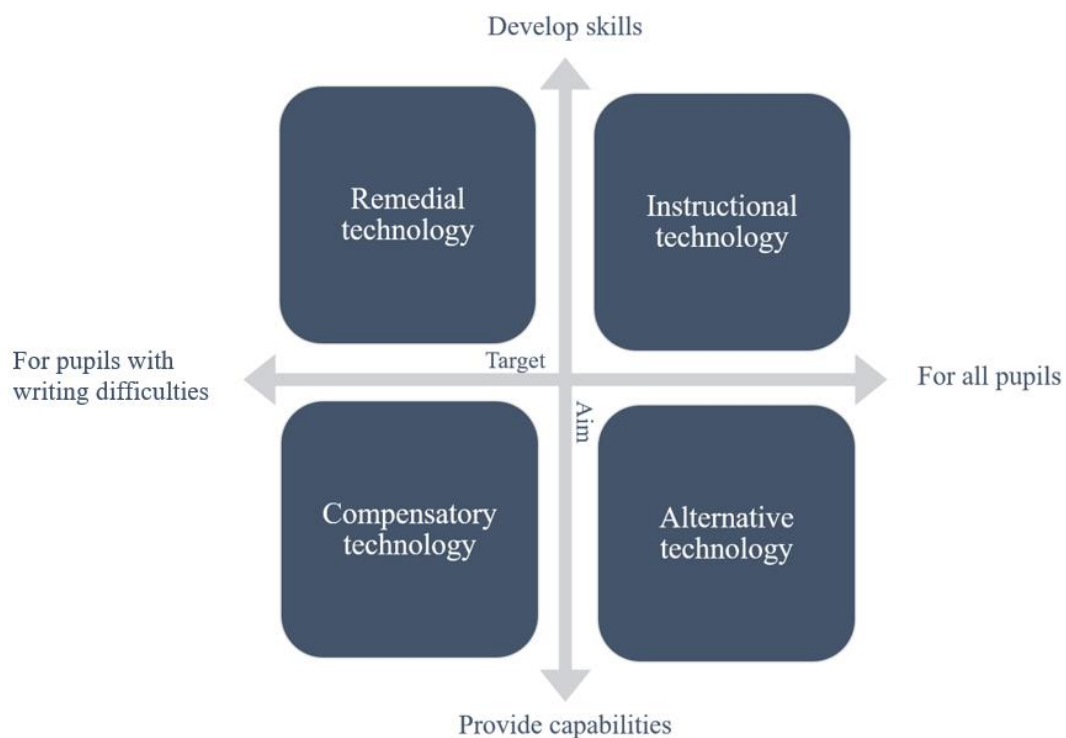 Develop skills
Remedial
technology
Instructional
technology
For pupils with
writing difficulties
Target
For all pupils
Aim
Compensatory
technology
Alternative
technology
Provide capabilities